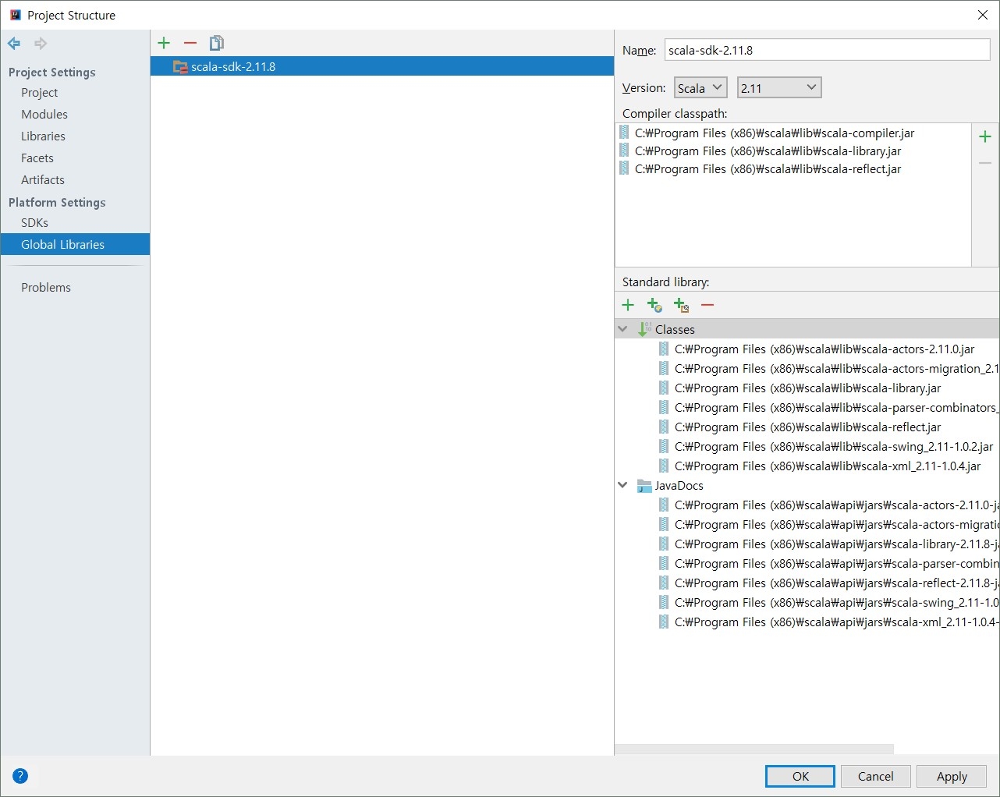 Project Structure
Project Settings
Project
Modules
Libraries
Facets
Artifacts
Platform Settings
SDKs
Global Libraries
Problems
scala-sdk-2.11.8
Name: scala-sdk-2.11.8
Version: Scala 2.11
Compiler classpath:
C:₩Program Files (x86)₩scala₩lib₩scala-compiler.jar
C:₩Program Files (x86)₩scala₩lib₩scala-library.jar
C:₩Program Files (x86)₩scala₩lib₩scala-reflect.jar
Standard library:
Classes
C:₩Program Files (x86)₩scala₩lib₩scala-actors-2.11.0.jar
C:₩Program Files (x86)₩scala₩lib₩scala-actors-migration_2.1
C:₩Program Files (x86)₩scala₩lib₩scala-library.jar
C:₩Program Files (x86)₩scala₩lib₩scala-parser-combinators_
C:₩Program Files (x86)₩scala₩lib₩scala-reflect.jar
C:₩Program Files (x86)₩scala₩lib₩scala-swing_2.11-1.0.2.jar
C:₩Program Files (x86)₩scala₩lib₩scala-xml_2.11-1.0.4.jar
JavaDocs
C:₩Program Files (x86)₩scala₩api₩jars₩scala-actors-2.11.0-ja
C:₩Program Files (x86)₩scala₩api₩jars₩scala-actors-migratio
C:₩Program Files (x86)₩scala₩api₩jars₩scala-library-2.11.8-ja
C:₩Program Files (x86)₩scala₩api₩jars₩scala-parser-combin
C:₩Program Files (x86)₩scala₩api₩jars₩scala-reflect-2.11.8-ja
C:₩Program Files (x86)₩scala₩api₩jars₩scala-swing_2.11-1.0
C:₩Program Files (x86)₩scala₩api₩jars₩scala-xml_2.11-1.0.4-
?
OK
Cancel
Apply